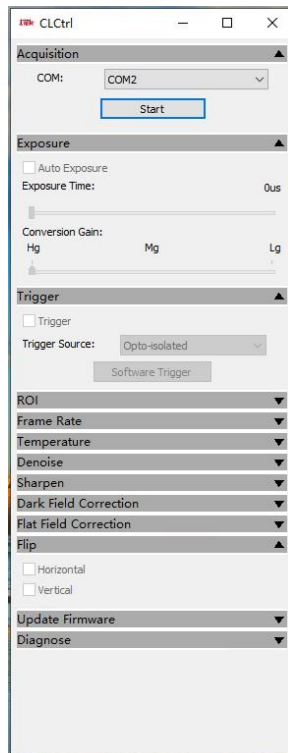 CLCtrl
Acquisition
COM: COM2
Start
Exposure
Auto Exposure
Exposure Time: 0us
Conversion Gain:
Hg Mg Lg
Trigger
Trigger
Trigger Source: Opto-isolated
Software Trigger
ROI
Frame Rate
Temperature
Denoise
Sharpen
Dark Field Correction
Flat Field Correction
Flip
Horizontal
Vertical
Update Firmware
Diagnose